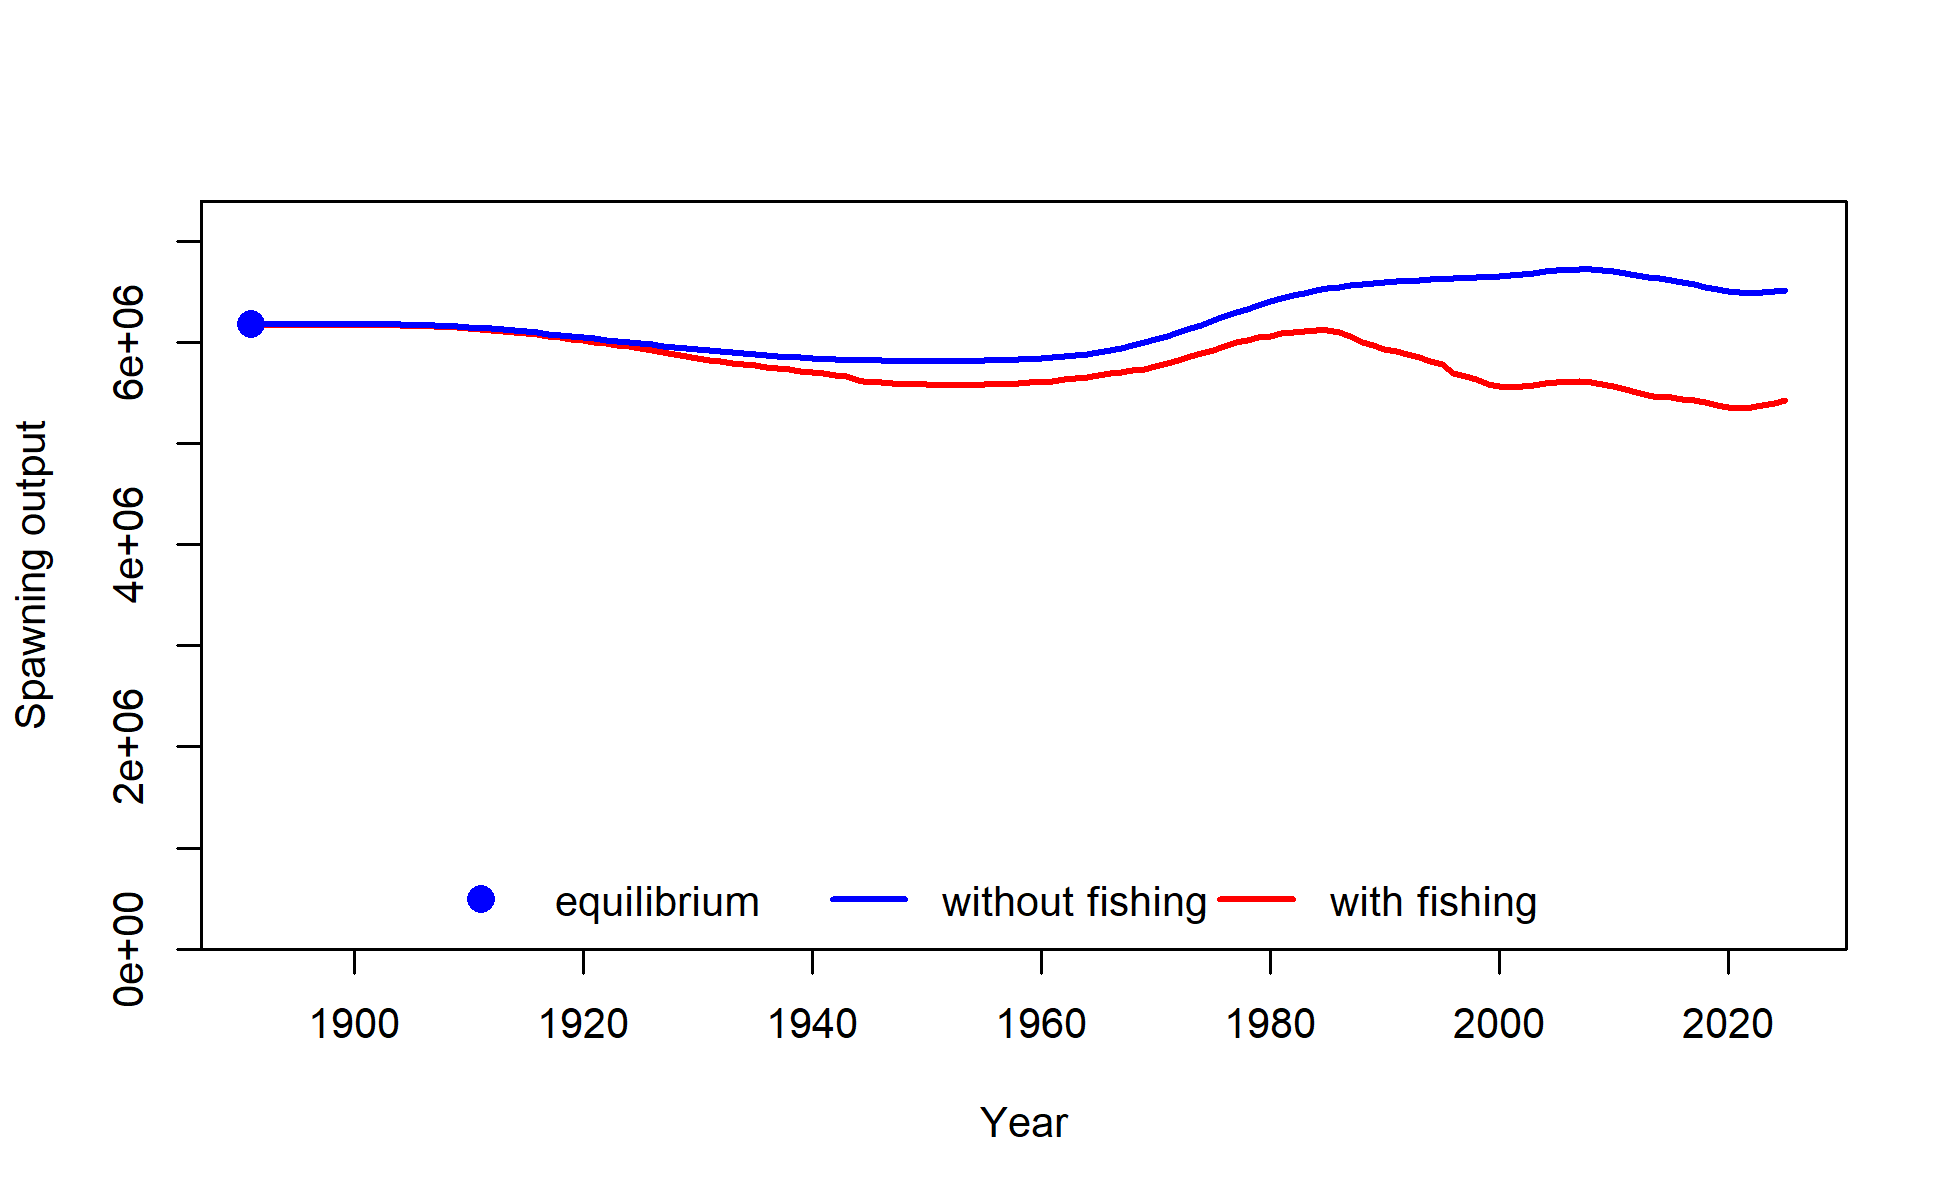 Spawning output
6e+06
4e+06
2e+06
0e+00
equilibrium without fishing with fishing
1900 1920 1940 1960 1980 2000 2020
Year